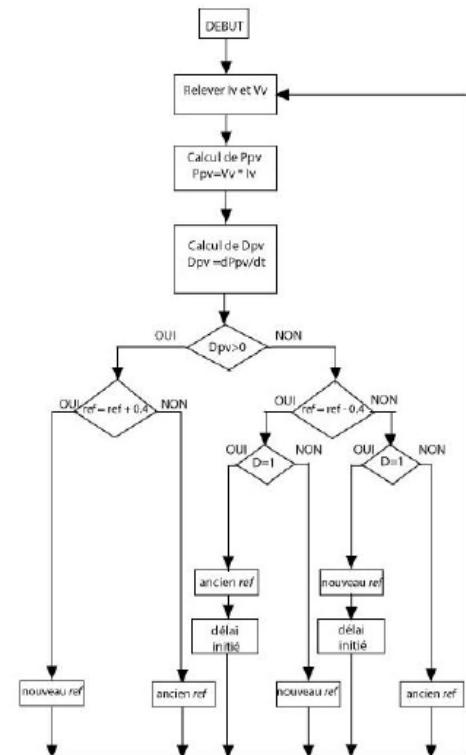 DEBUT
Relever Iv et Vv
Calcul de Ppv
Ppv=Vv * Iv
Calcul de Dpv
Dpv =dPpv/dt
OUI
NON
Dpv>0
OUI
ref = ref + 0,4
NON
OUI
ref = ref - 0,4
NON
OUI
D=1
NON
OUI
D=1
NON
ancien ref
nouveau ref
délai
initié
délai
initié
nouveau ref
ancien ref
nouveau ref
ancien ref